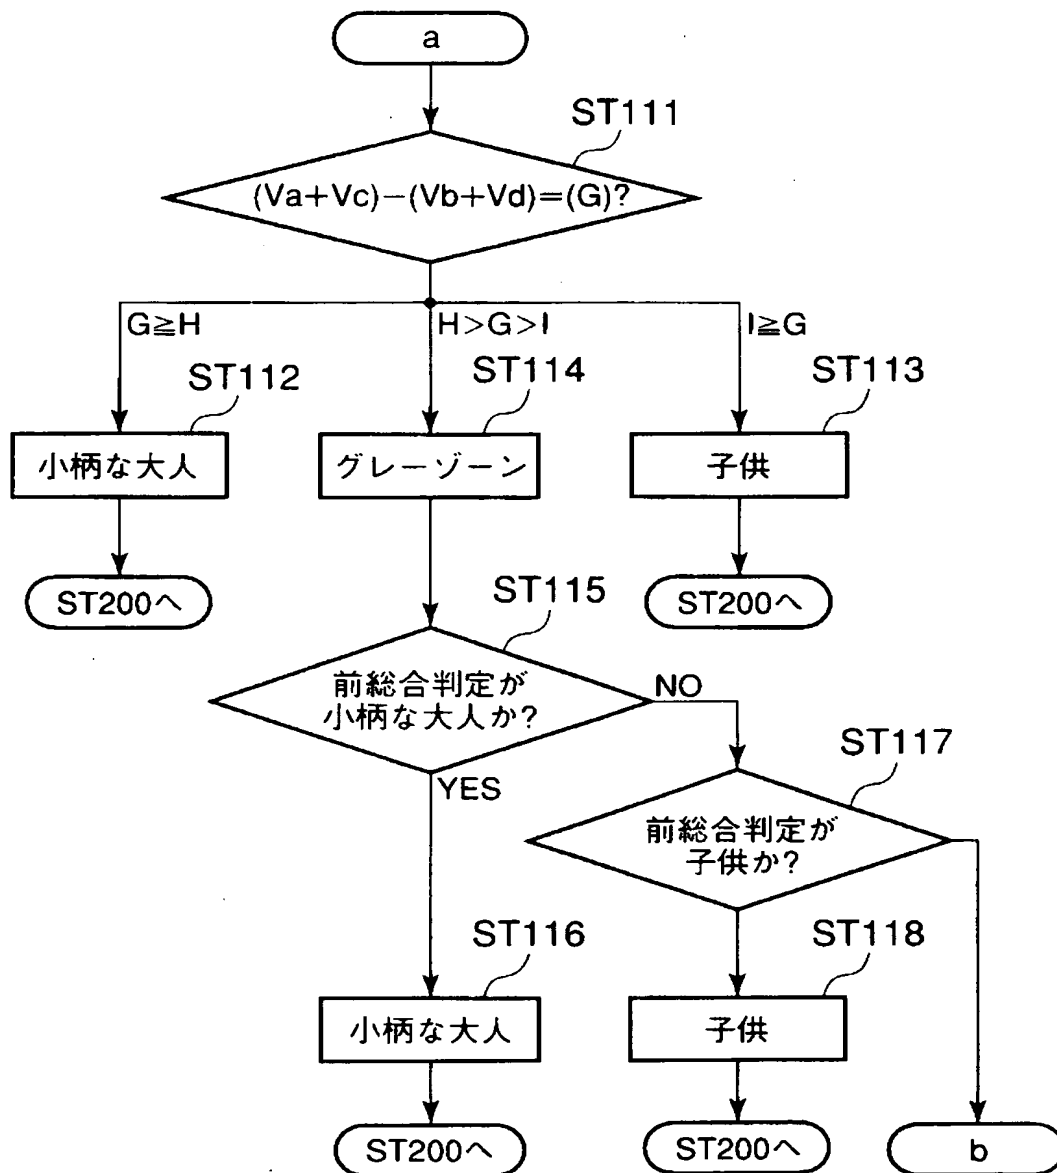 a
ST111
(Va+Vc)−(Vb+Vd)=(G)?
G≧H
H>G>I
I≧G
ST112
ST114
ST113
小柄な大人
グレーゾーン
子供
ST200へ
ST200へ
ST115
前総合判定が
小柄な大人か?
NO
YES
ST117
前総合判定が
子供か?
ST116
ST118
小柄な大人
子供
ST200へ
ST200へ
b